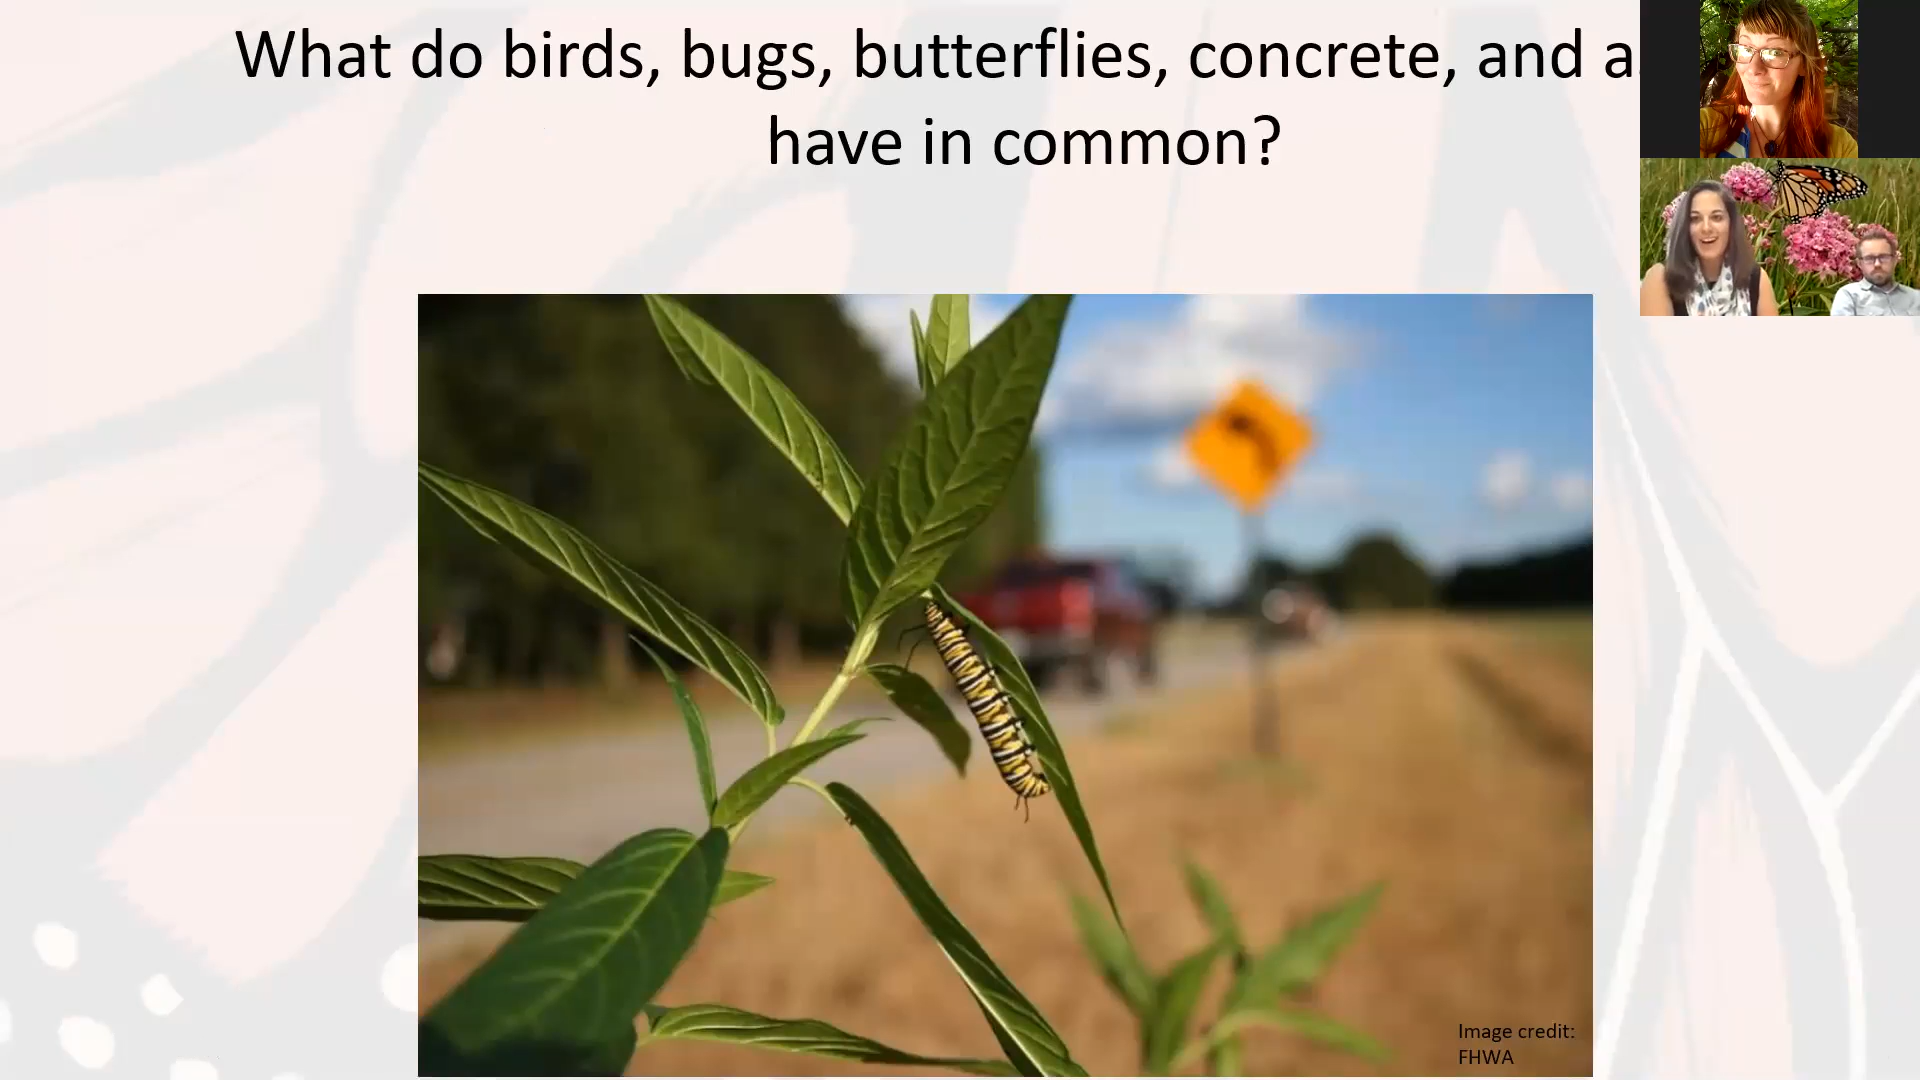 What do birds, bugs, butterflies, concrete, and
have in common?
Image credit:
FHWA